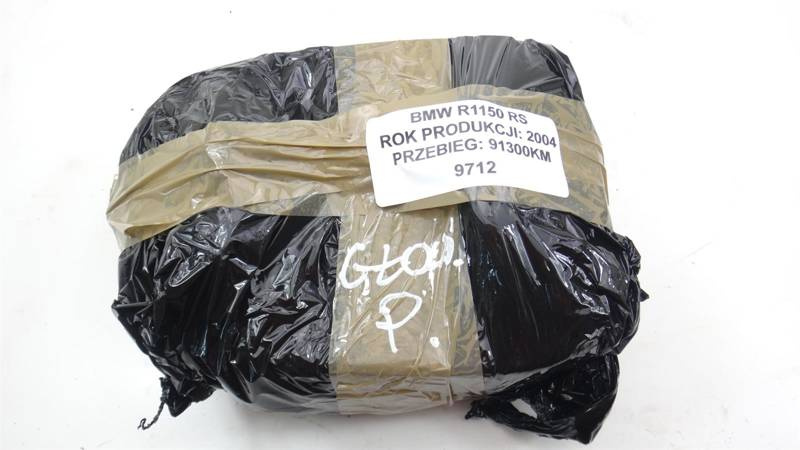 BMW R1150 RS
ROK PRODUKCJI: 2004
PRZEBIEG: 91300KM
9712
GŁOW.
P.